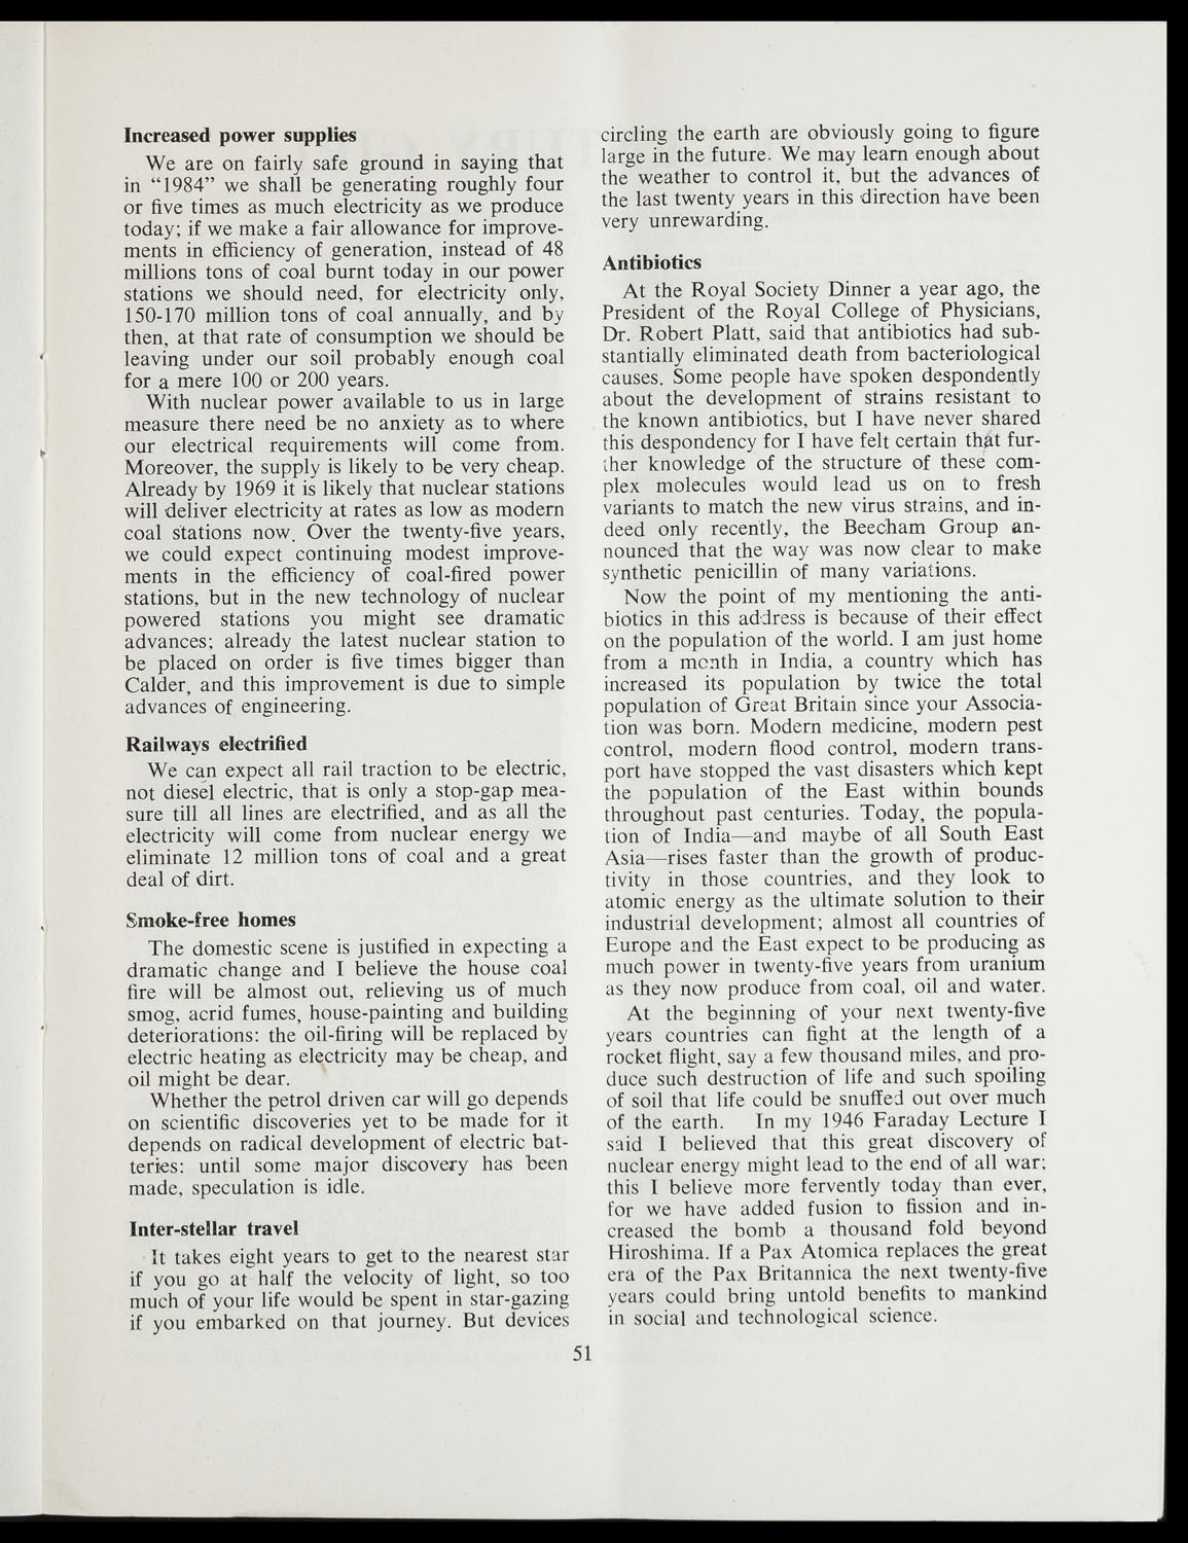 Increased power supplies
We are on fairly safe ground in saying that
in “1984” we shall be generating roughly four
or five times as much electricity as we produce
today; if we make a fair allowance for improve-
ments in efficiency of generation, instead of 48
millions tons of coal burnt today in our power
stations we should need, for electricity only,
150-170 million tons of coal annually, and by
then, at that rate of consumption we should be
leaving under our soil probably enough coal
for a mere 100 or 200 years.
With nuclear power available to us in large
measure there need be no anxiety as to where
our electrical requirements will come from.
Moreover, the supply is likely to be very cheap.
Already by 1969 it is likely that nuclear stations
will deliver electricity at rates as low as modern
coal stations now. Over the twenty-five years,
we could expect continuing modest improve-
ments in the efficiency of coal-fired power
stations, but in the new technology of nuclear
powered stations you might see dramatic
advances; already the latest nuclear station to
be placed on order is five times bigger than
Calder, and this improvement is due to simple
advances of engineering.
Railways electrified
We can expect all rail traction to be electric,
not diesel electric, that is only a stop-gap mea-
sure till all lines are electrified, and as all the
electricity will come from nuclear energy we
eliminate 12 million tons of coal and a great
deal of dirt.
Smoke-free homes
The domestic scene is justified in expecting a
dramatic change and I believe the house coal
fire will be almost out, relieving us of much
smog, acrid fumes, house-painting and building
deteriorations: the oil-firing will be replaced by
electric heating as electricity may be cheap, and
oil might be dear.
Whether the petrol driven car will go depends
on scientific discoveries yet to be made for it
depends on radical development of electric bat-
teries: until some major discovery has been
made, speculation is idle.
Inter-stellar travel
It takes eight years to get to the nearest star
if you go at half the velocity of light, so too
much of your life would be spent in star-gazing
if you embarked on that journey. But devices
circling the earth are obviously going to figure
large in the future. We may learn enough about
the weather to control it, but the advances of
the last twenty years in this direction have been
very unrewarding.
Antibiotics
At the Royal Society Dinner a year ago, the
President of the Royal College of Physicians,
Dr. Robert Platt, said that antibiotics had sub-
stantially eliminated death from bacteriological
causes. Some people have spoken despondently
about the development of strains resistant to
the known antibiotics, but I have never shared
this despondency for I have felt certain that fur-
ther knowledge of the structure of these com-
plex molecules would lead us on to fresh
variants to match the new virus strains, and in-
deed only recently, the Beecham Group an-
nounced that the way was now clear to make
synthetic penicillin of many variations.
Now the point of my mentioning the anti-
biotics in this address is because of their effect
on the population of the world. I am just home
from a month in India, a country which has
increased its population by twice the total
population of Great Britain since your Associa-
tion was born. Modern medicine, modern pest
control, modern flood control, modern trans-
port have stopped the vast disasters which kept
the population of the East within bounds
throughout past centuries. Today, the popula-
tion of India—and maybe of all South East
Asia—rises faster than the growth of produc-
tivity in those countries, and they look to
atomic energy as the ultimate solution to their
industrial development; almost all countries of
Europe and the East expect to be producing as
much power in twenty-five years from uranium
as they now produce from coal, oil and water.
At the beginning of your next twenty-five
years countries can fight at the length of a
rocket flight, say a few thousand miles, and pro-
duce such destruction of life and such spoiling
of soil that life could be snuffed out over much
of the earth. In my 1946 Faraday Lecture I
said I believed that this great discovery of
nuclear energy might lead to the end of all war;
this I believe more fervently today than ever,
for we have added fusion to fission and in-
creased the bomb a thousand fold beyond
Hiroshima. If a Pax Atomica replaces the great
era of the Pax Britannica the next twenty-five
years could bring untold benefits to mankind
in social and technological science.
51